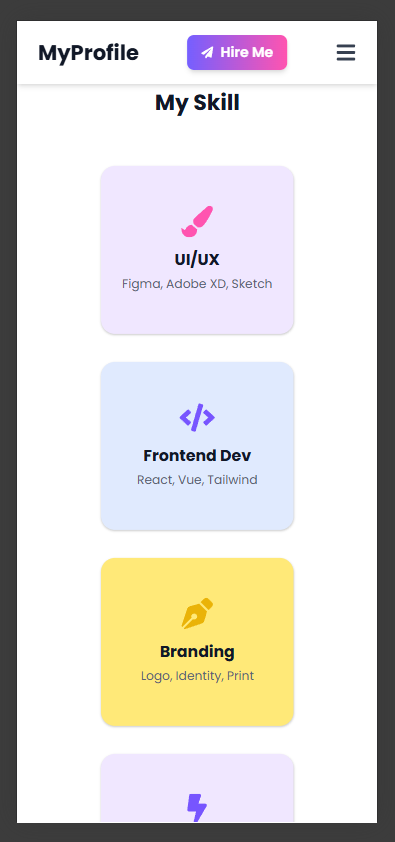 MyProfile
Hire Me
My Skill
UI/UX
Figma, Adobe XD, Sketch
Frontend Dev
React, Vue, Tailwind
Branding
Logo, Identity, Print